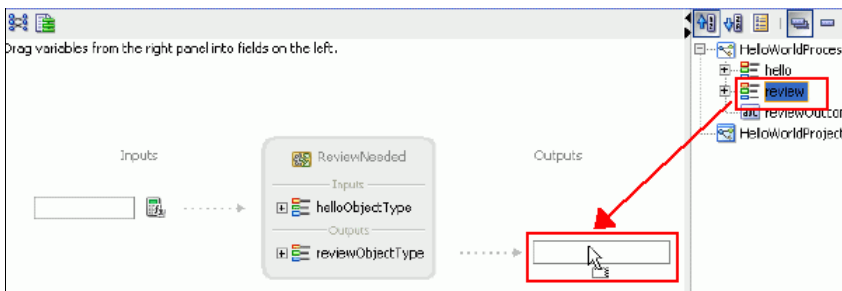 Drag variables from the right panel into fields on the left.
HelloWorldProces
hello
review
reviewOutcom
HelloWorldProject
Inputs
ReviewNeeded
Outputs
Inputs
helloObjectType
Outputs
reviewObjectType